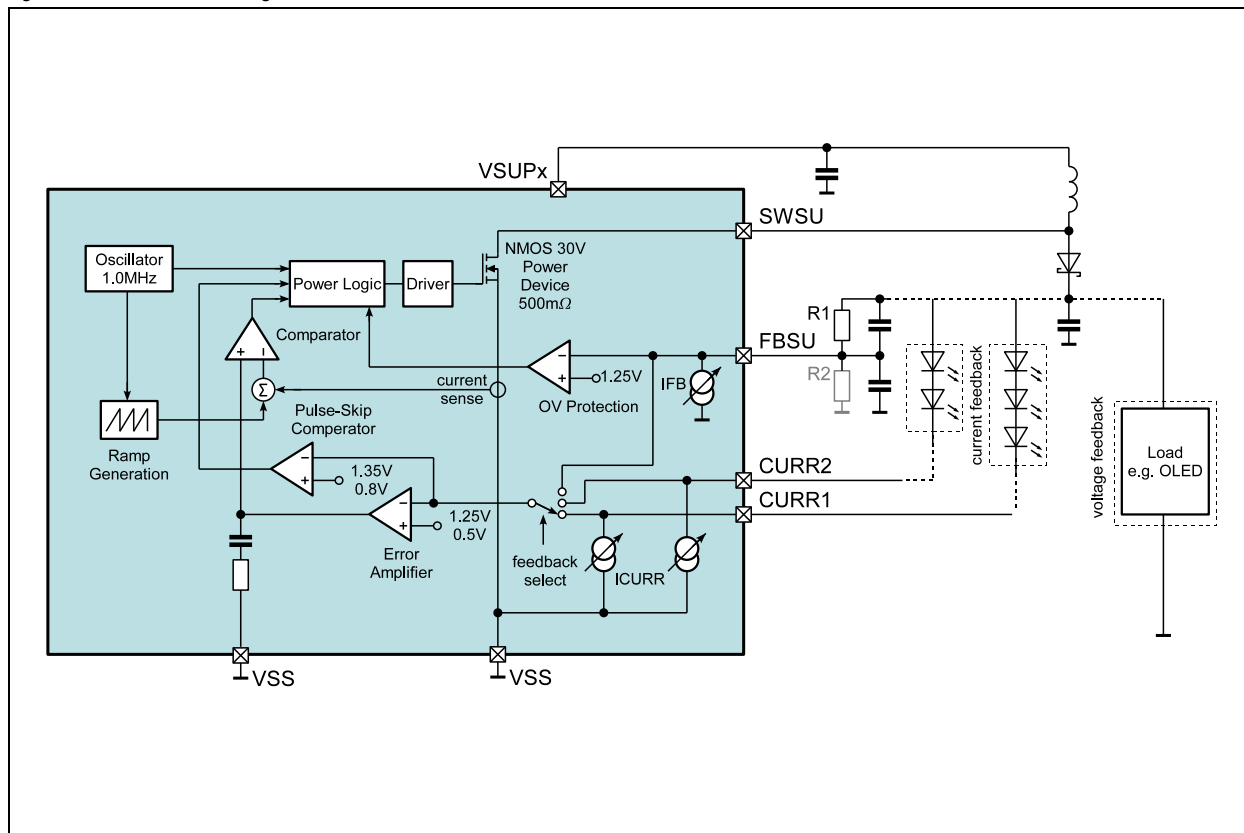 VSUPx
SWSU
Oscillator
1.0MHz
Power Logic
Driver
NMOS 30V
Power
Device
500mΩ
R1
Comparator
+
−
FBSU
−
+
1.25V
IFB
R2
current
sense
OV Protection
Σ
Pulse-Skip
Comperator
Ramp
Generation
−
+
1.35V
0.8V
CURR2
CURR1
−
+
1.25V
0.5V
Error
Amplifier
feedback
select
ICURR
current feedback
Load
e.g. OLED
voltage feedback
VSS
VSS